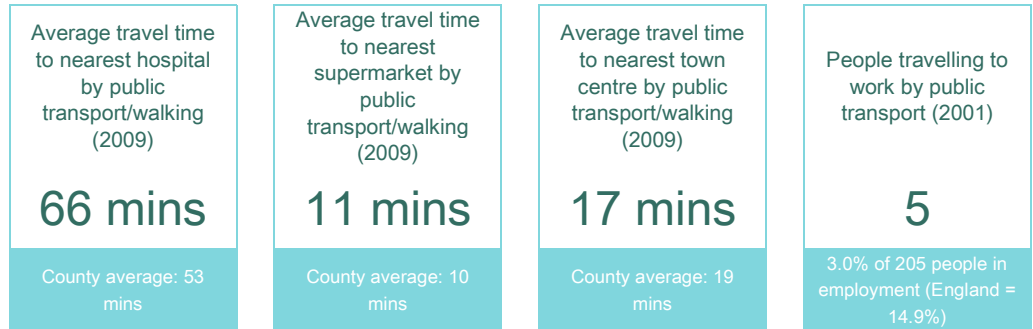 Average travel time
to nearest hospital
by public
transport/walking
(2009)
66 mins
County average: 53
mins
Average travel time
to nearest
supermarket by
public
transport/walking
(2009)
11 mins
County average: 10
mins
Average travel time
to nearest town
centre by public
transport/walking
(2009)
17 mins
County average: 19
mins
People travelling to
work by public
transport (2001)
5
3.0% of 205 people in
employment (England =
14.9%)